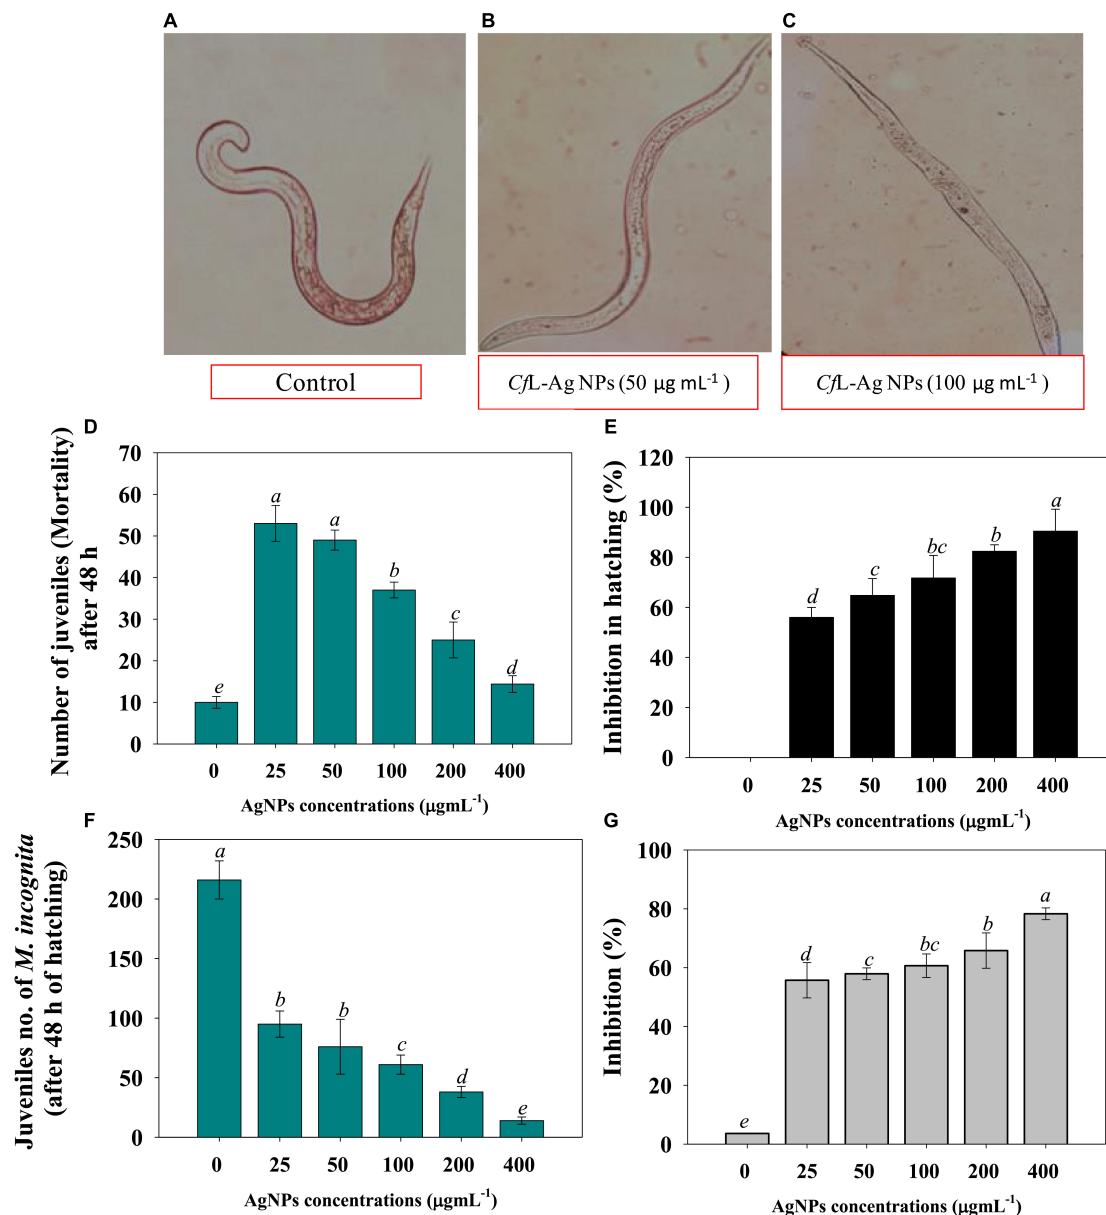 A
B
C
Control
CfL-Ag NPs (50 μg mL⁻¹ )
CfL-Ag NPs (100 μg mL⁻¹ )
D
Number of juveniles (Mortality)
after 48 h
70
60
50
40
30
20
10
0
e
a
a
b
c
d
0 25 50 100 200 400
AgNPs concentrations (μgmL⁻¹)
E
Inhibition in hatching (%)
120
100
80
60
40
20
0
d
c
bc
b
a
0 25 50 100 200 400
AgNPs concentrations (μgmL⁻¹)
F
Juveniles no. of M. incognita
(after 48 h of hatching)
250
200
150
100
50
0
a
b
b
c
d
e
0 25 50 100 200 400
AgNPs concentrations (μgmL⁻¹)
G
Inhibition (%)
100
80
60
40
20
0
e
d
c
bc
b
a
0 25 50 100 200 400
AgNPs concentrations (μgmL⁻¹)